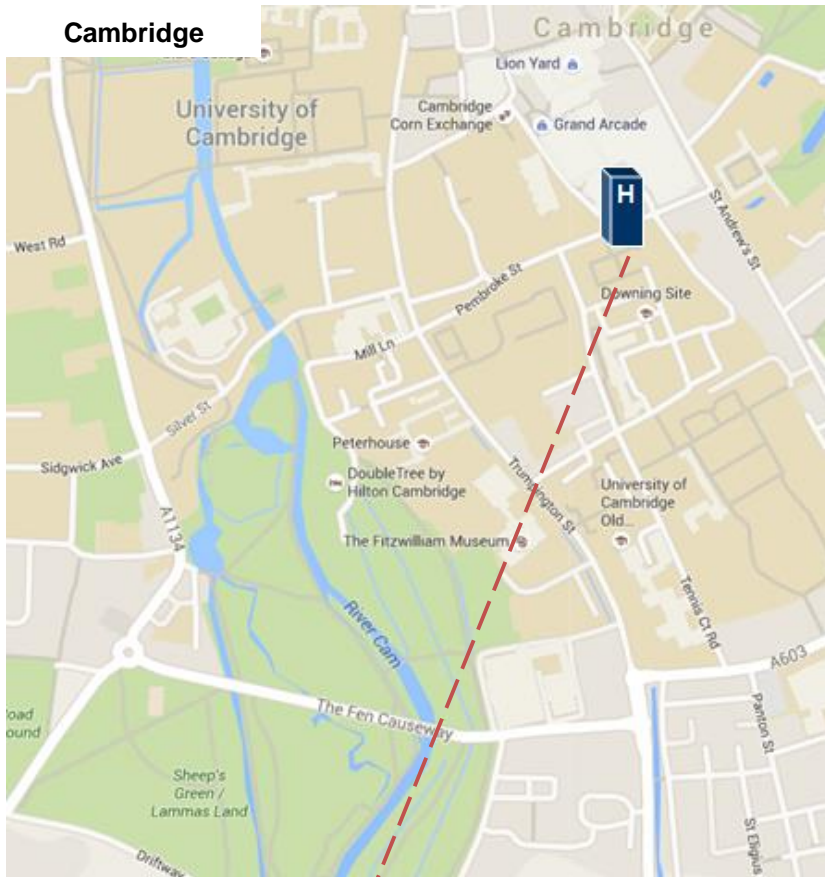 Cambridge
Cambridge
Lion Yard
University of
Cambridge
Cambridge
Corn Exchange
Grand Arcade
H
St Andrew's St
West Rd
Pembroke St
Downing Site
Mill Ln
Silver St
Peterhouse
Sidgwick Ave
DoubleTree by
Hilton Cambridge
Trumpington St
University of
Cambridge
Old...
A1134
The Fitzwilliam Museum
River Cam
Tennis Ct Rd
A603
The Fen Causeway
Panton St
Sheep's
Green /
Lammas Land
St Eligius
Driftway